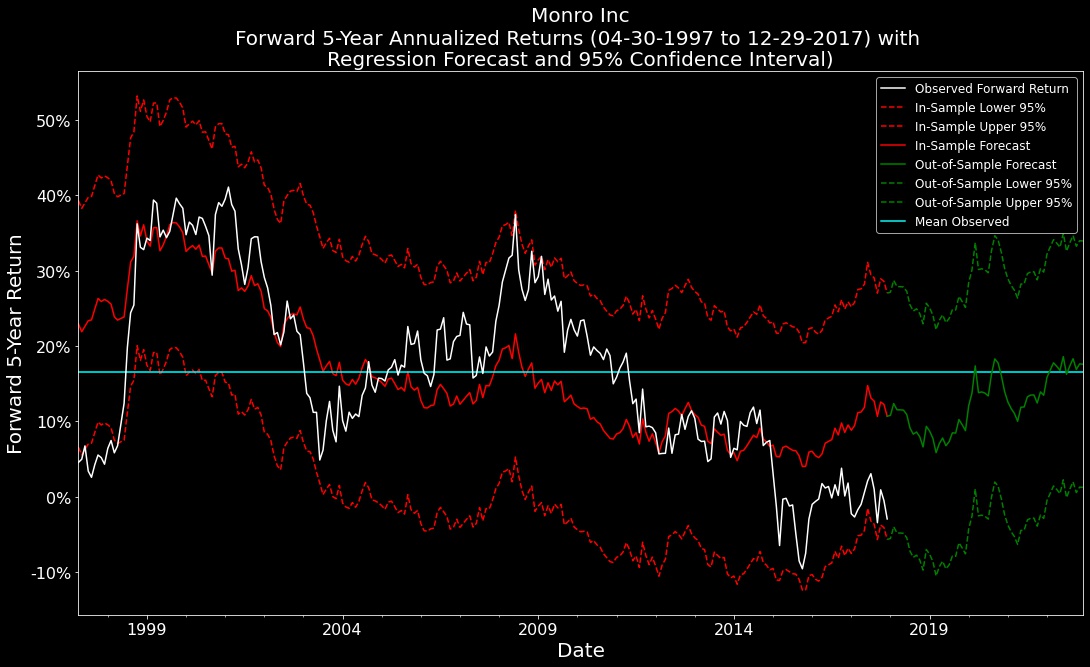 Monro Inc
Forward 5-Year Annualized Returns (04-30-1997 to 12-29-2017) with
Regression Forecast and 95% Confidence Interval)
Observed Forward Return
In-Sample Lower 95%
In-Sample Upper 95%
In-Sample Forecast
Out-of-Sample Forecast
Out-of-Sample Lower 95%
Out-of-Sample Upper 95%
Mean Observed
Forward 5-Year Return
50%
40%
30%
20%
10%
0%
-10%
1999
2004
2009
2014
2019
Date